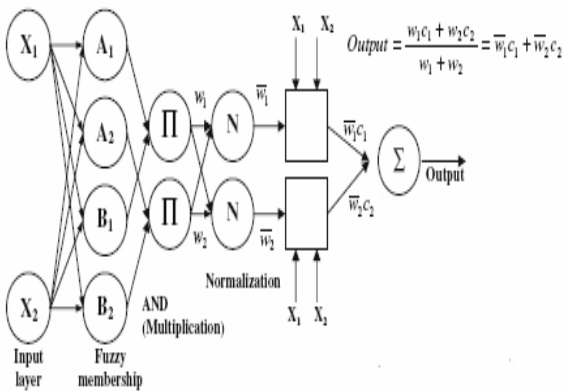 X₁ X₂
Output = w₁c₁ + w₂c₂ / w₁ + w₂ = w̅₁c₁ + w̅₂c₂
X₁
A₁
A₂
B₁
X₂
B₂
Π
Π
w₁
w₂
N
N
w̅₁
w̅₂
w̅₁c₁
w̅₂c₂
Σ
Output
Normalization
X₁ X₂
AND
(Multiplication)
Input
layer
Fuzzy
membership